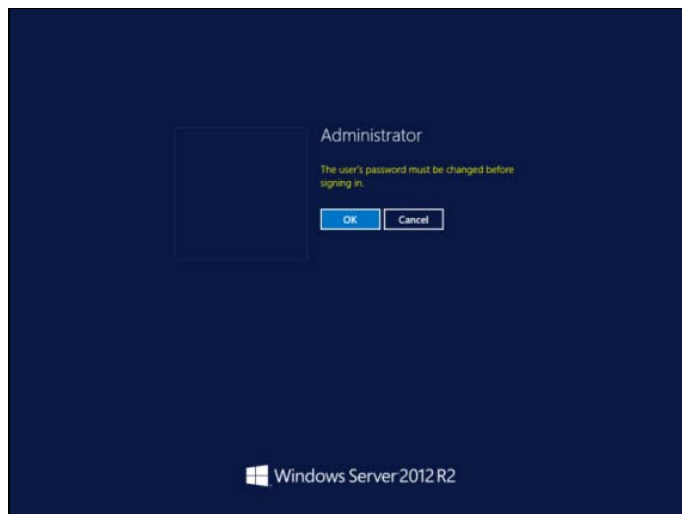 Administrator
The user's password must be changed before
signing in.
OK Cancel
Windows Server 2012 R2